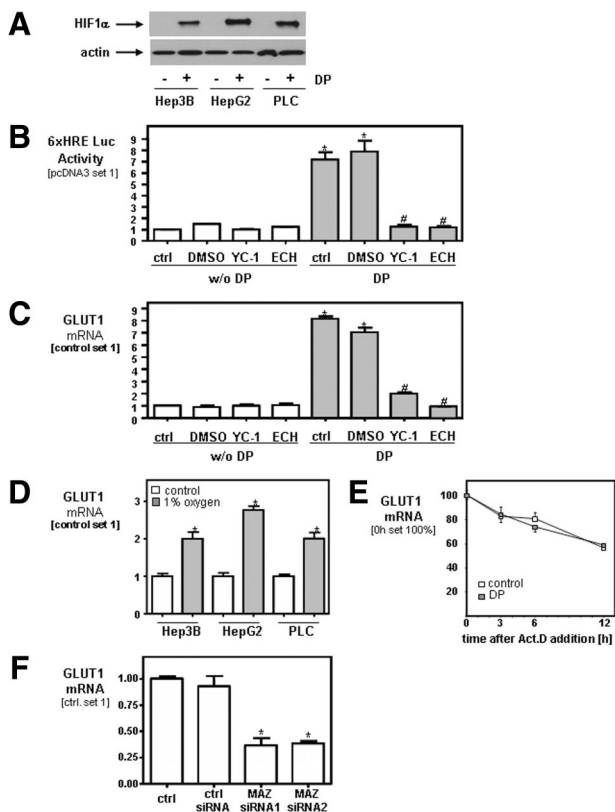 A
HIF1α
actin
- + - + - + DP
Hep3B HepG2 PLC
B
6xHRE Luc
Activity
[pcDNA3 set 1]
9
8
7
6
5
4
3
2
1
0
* * # #
ctrl DMSO YC-1 ECH ctrl DMSO YC-1 ECH
w/o DP DP
C
GLUT1
mRNA
[control set 1]
9
8
7
6
5
4
3
2
1
0
* * # #
ctrl DMSO YC-1 ECH ctrl DMSO YC-1 ECH
w/o DP DP
D
GLUT1
mRNA
[control set 1]
control
1% oxygen
3
2
1
0
* * *
Hep3B HepG2 PLC
E
GLUT1
mRNA
[0h set 100%]
100
80
60
40
20
control
DP
0 3 6 12
time after Act.D addition [h]
F
GLUT1
mRNA
[ctrl. set 1]
1.00
0.75
0.50
0.25
0.00
* *
ctrl ctrl MAZ MAZ
siRNA siRNA1 siRNA2